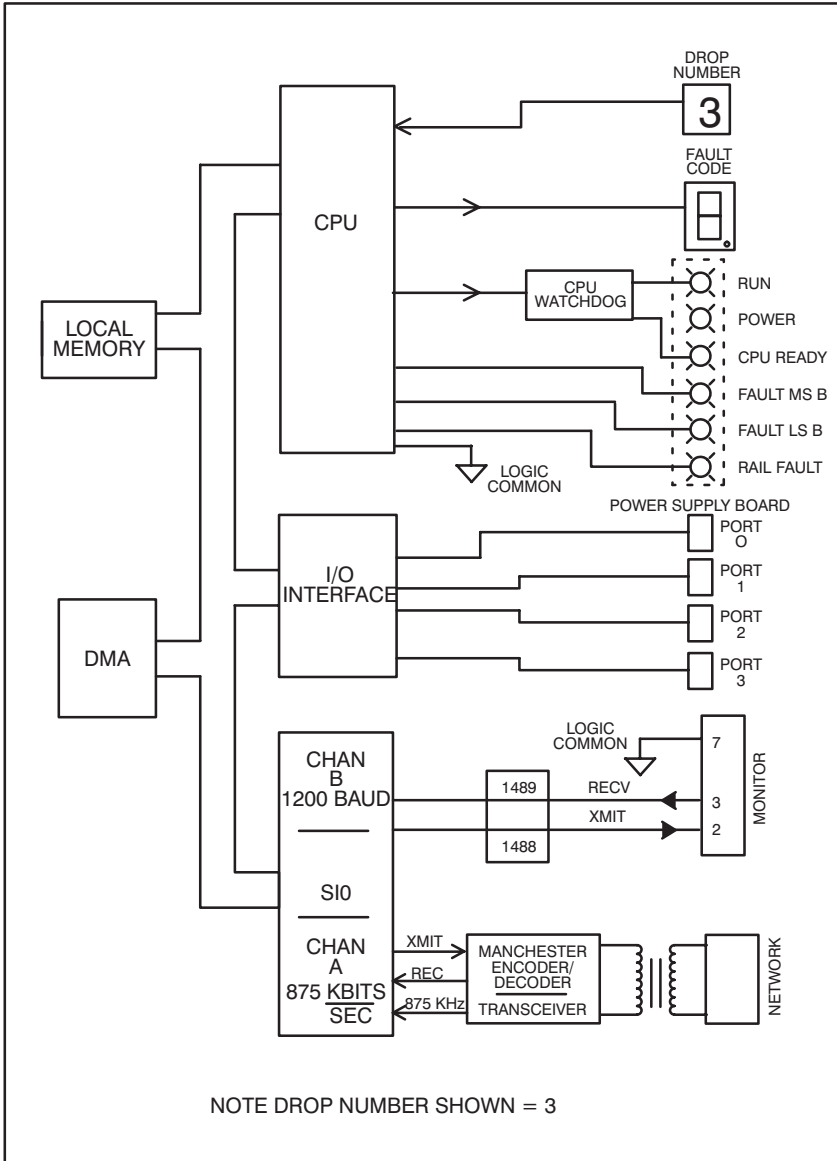 DROP
NUMBER
3
FAULT
CODE
CPU
CPU
WATCHDOG
RUN
POWER
CPU READY
FAULT MS B
FAULT LS B
RAIL FAULT
LOGIC
COMMON
POWER SUPPLY BOARD
LOCAL
MEMORY
I/O
INTERFACE
PORT
O
PORT
1
PORT
2
PORT
3
DMA
CHAN
B
1200 BAUD
SI0
CHAN
A
875 KBITS
SEC
1489
1488
RECV
XMIT
LOGIC
COMMON
7
3
2
MONITOR
XMIT
REC
875 KHz
MANCHESTER
ENCODER/
DECODER
TRANSCEIVER
NETWORK
NOTE DROP NUMBER SHOWN = 3